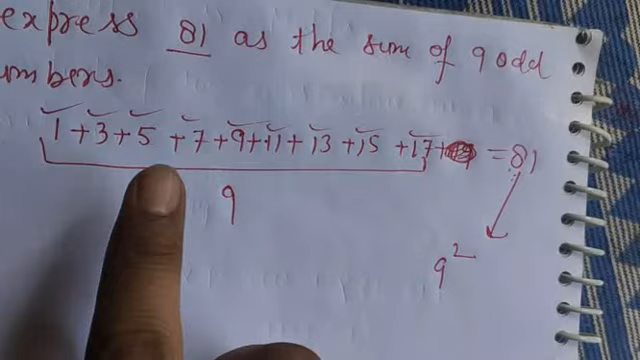 express 81 as the sum of 9 odd
numbers.
1+3+5+7+9+11+13+15+17+ =81
9
9²